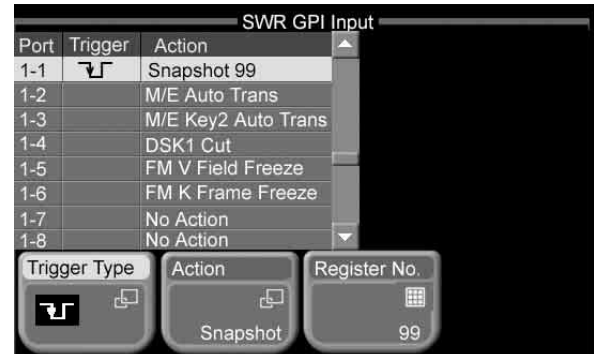 SWR GPI Input
Port Trigger Action
1-1 Snapshot 99
1-2 M/E Auto Trans
1-3 M/E Key2 Auto Trans
1-4 DSK1 Cut
1-5 FM V Field Freeze
1-6 FM K Frame Freeze
1-7 No Action
1-8 No Action
Trigger Type Action Register No.
Snapshot 99